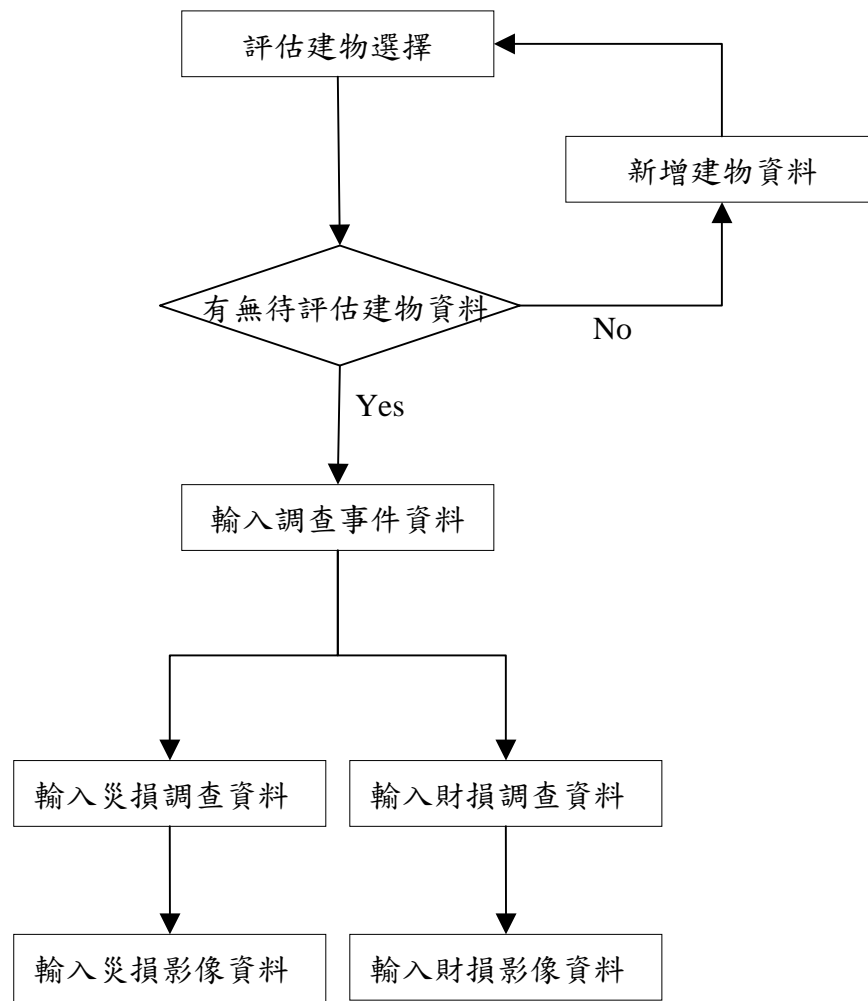 評估建物選擇
新增建物資料
有無待評估建物資料
No
Yes
輸入調查事件資料
輸入災損調查資料
輸入財損調查資料
輸入災損影像資料
輸入財損影像資料